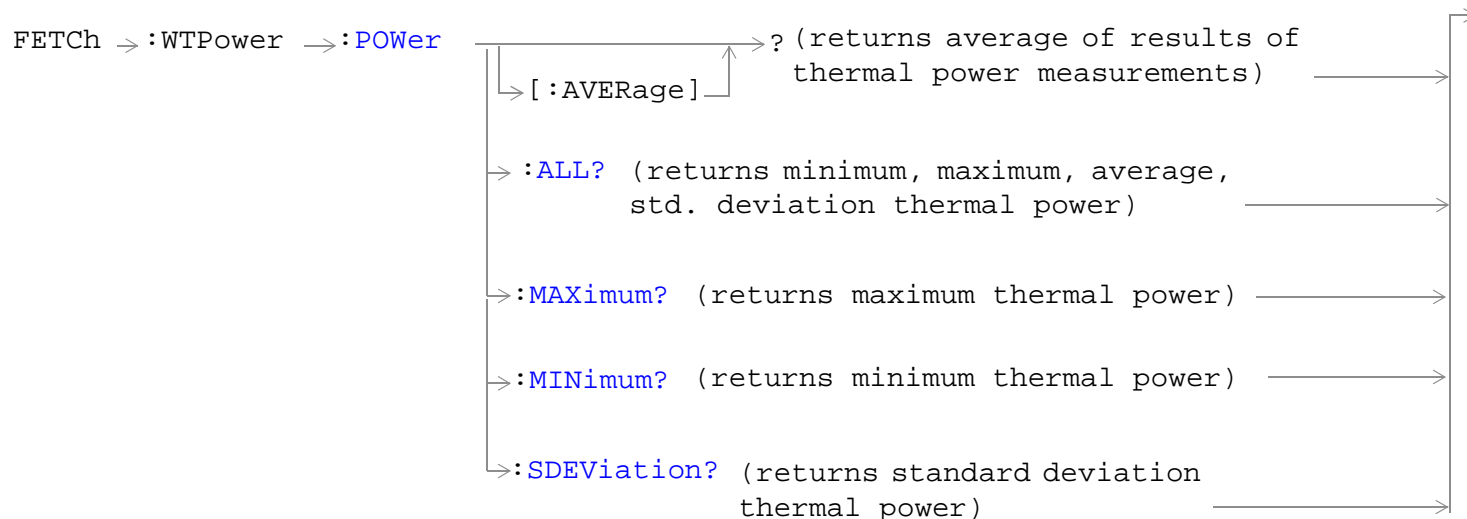 FETCh :WTPower :POWer ? (returns average of results of
thermal power measurements)
[:AVERage]
:ALL? (returns minimum, maximum, average,
std. deviation thermal power)
:MAXimum? (returns maximum thermal power)
:MINimum? (returns minimum thermal power)
:SDEViation? (returns standard deviation
thermal power)